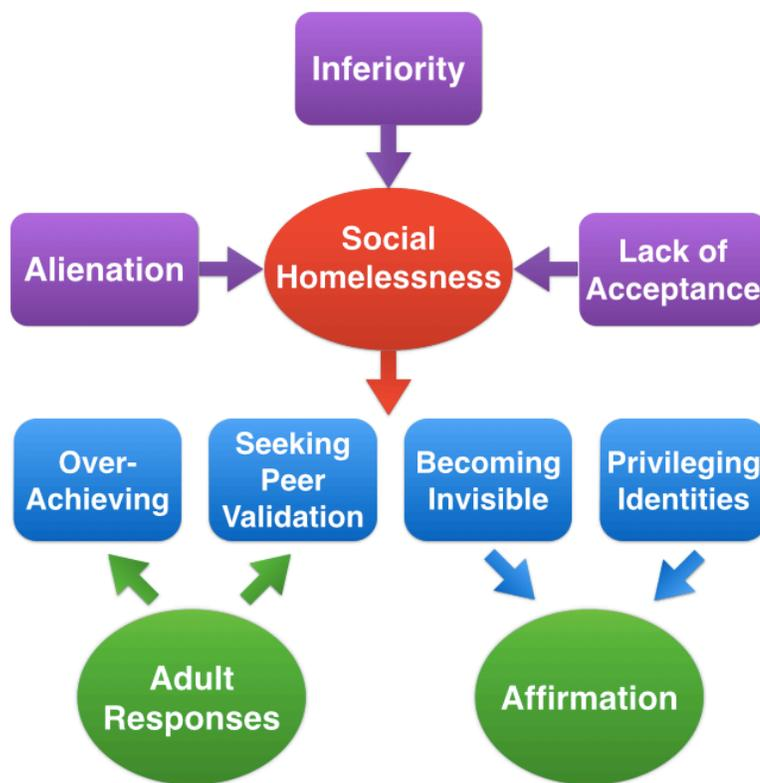 Inferiority
Alienation
Social
Homelessness
Lack of
Acceptance
Over-
Achieving
Seeking
Peer
Validation
Becoming
Invisible
Privileging
Identities
Adult
Responses
Affirmation